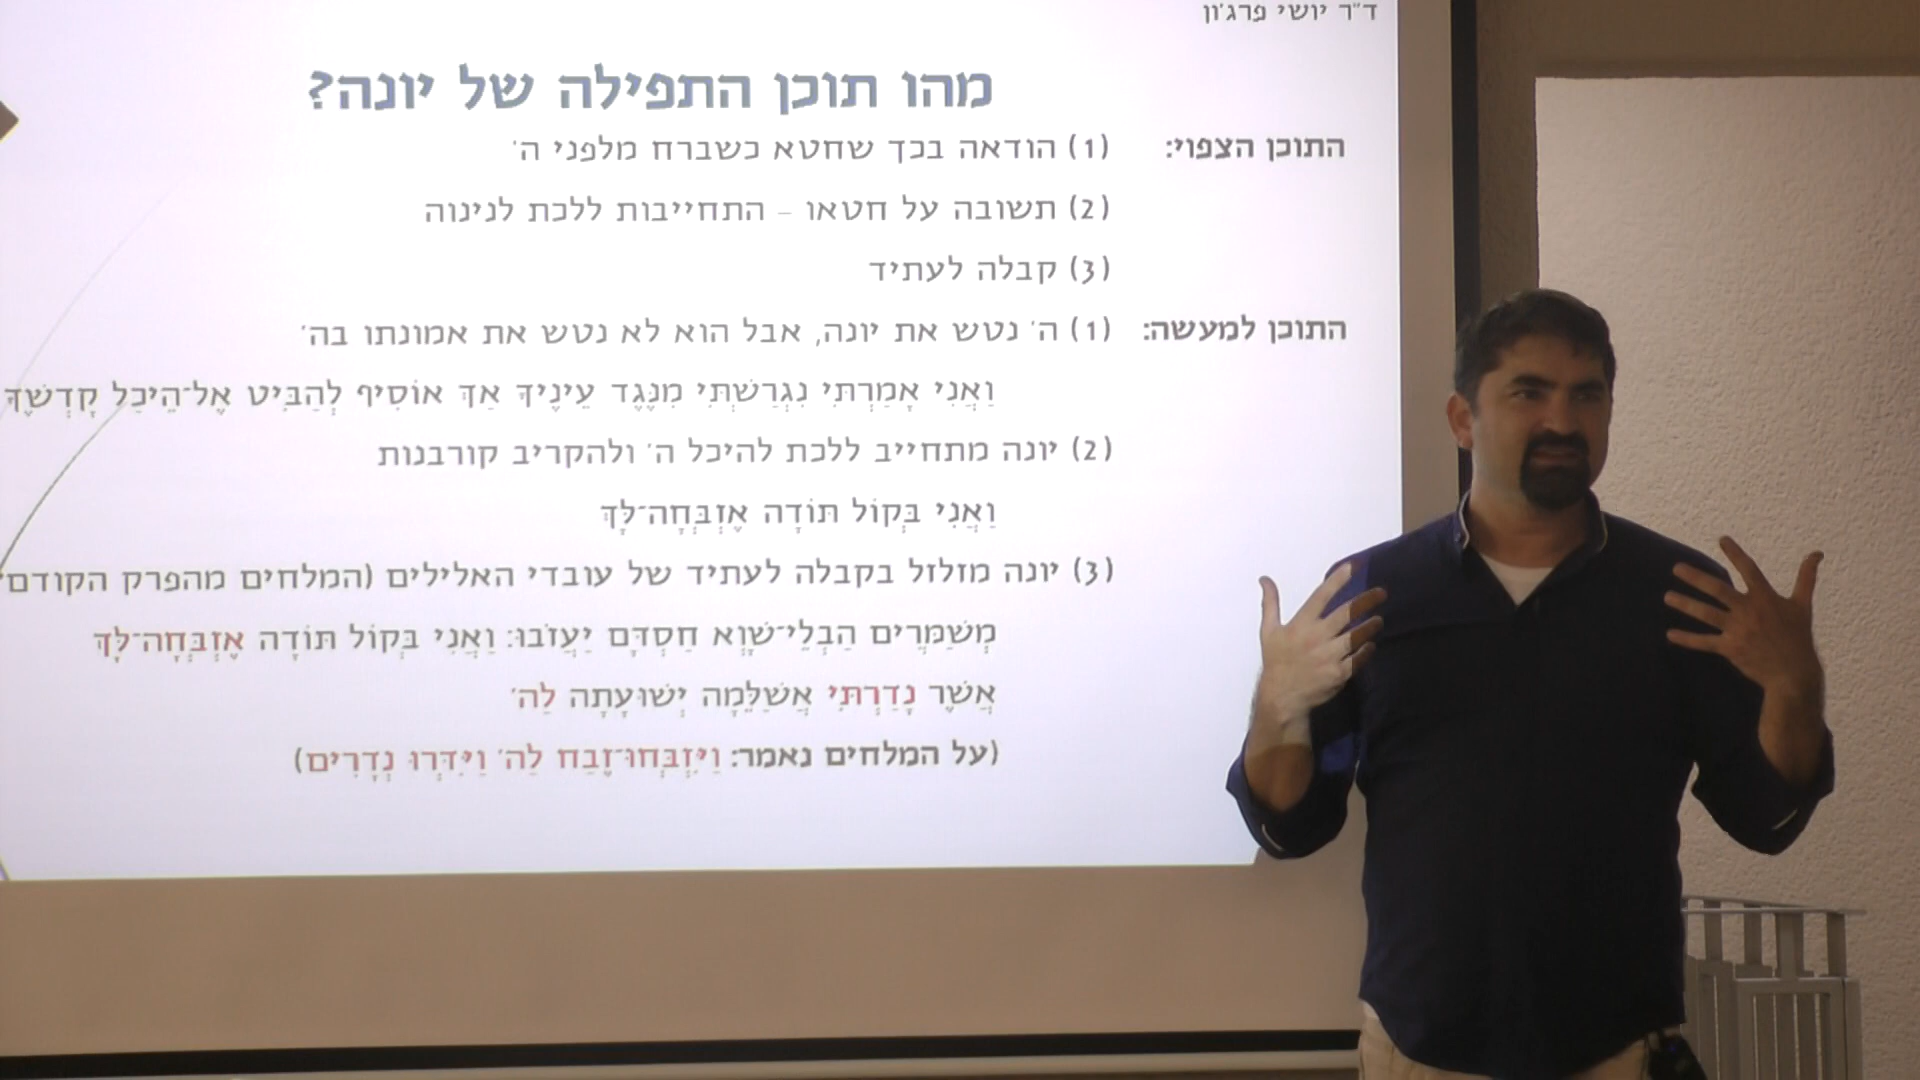 ד"ר יושי פרג'ון
מהו תוכן התפילה של יונה?
התוכן הצפוי: (1) הודאה בכך שחטא כשברח מלפני ה'
(2) תשובה על חטאו – התחייבות ללכת לנינוה
(3) קבלה לעתיד
התוכן למעשה: (1) ה' נטש את יונה, אבל הוא לא נטש את אמונתו בה'
וַאֲנִי אָמַרְתִּי נִגְרַשְׁתִּי מִנֶּגֶד עֵינֶיךָ אַךְ אוֹסִיף לְהַבִּיט אֶל־הֵיכַל קָדְשֶׁךָ
(2) יונה מתחייב ללכת להיכל ה' ולהקריב קורבנות
וַאֲנִי בְּקוֹל תּוֹדָה אֶזְבְּחָה־לָּךְ
(3) יונה מזלזל בקבלה לעתיד של עובדי האלילים (המלחים מהפרק הקודם
מְשַׁמְּרִים הַבְלֵי־שָׁוְא חַסְדָּם יַעֲזֹבוּ: וַאֲנִי בְּקוֹל תּוֹדָה אֶזְבְּחָה־לָּךְ
אֲשֶׁר נָדַרְתִּי אֲשַׁלֵּמָה יְשׁוּעָתָה לַה'
(על המלחים נאמר: וַיִּזְבְּחוּ־זֶבַח לַה' וַיִּדְּרוּ נְדָרִים)